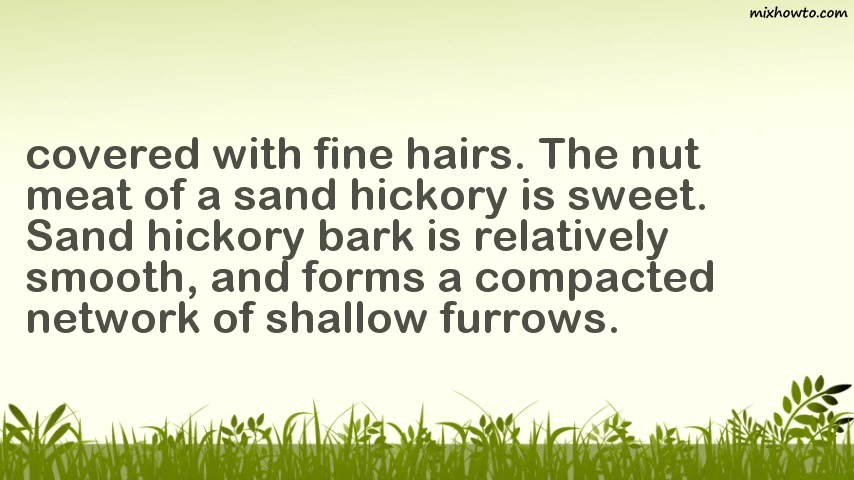 mixhowto.com
covered with fine hairs. The nut
meat of a sand hickory is sweet.
Sand hickory bark is relatively
smooth, and forms a compacted
network of shallow furrows.